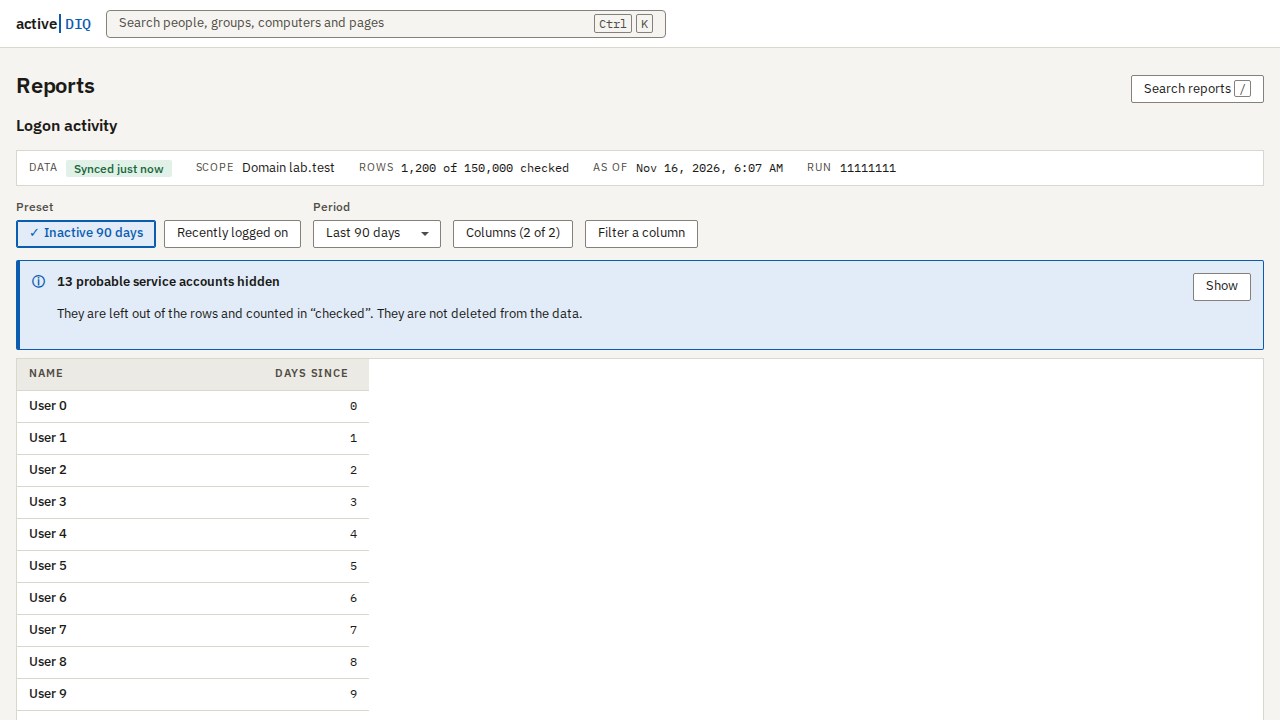 active|DIQ Search people, groups, computers and pages Ctrl K
Reports Search reports /
Logon activity
DATA Synced just now SCOPE Domain lab.test ROWS 1,200 of 150,000 checked AS OF Nov 16, 2026, 6:07 AM RUN 11111111
Preset Period
✓ Inactive 90 days Recently logged on Last 90 days Columns (2 of 2) Filter a column
ⓘ 13 probable service accounts hidden Show
They are left out of the rows and counted in “checked”. They are not deleted from the data.
NAME DAYS SINCE
User 0 0
User 1 1
User 2 2
User 3 3
User 4 4
User 5 5
User 6 6
User 7 7
User 8 8
User 9 9